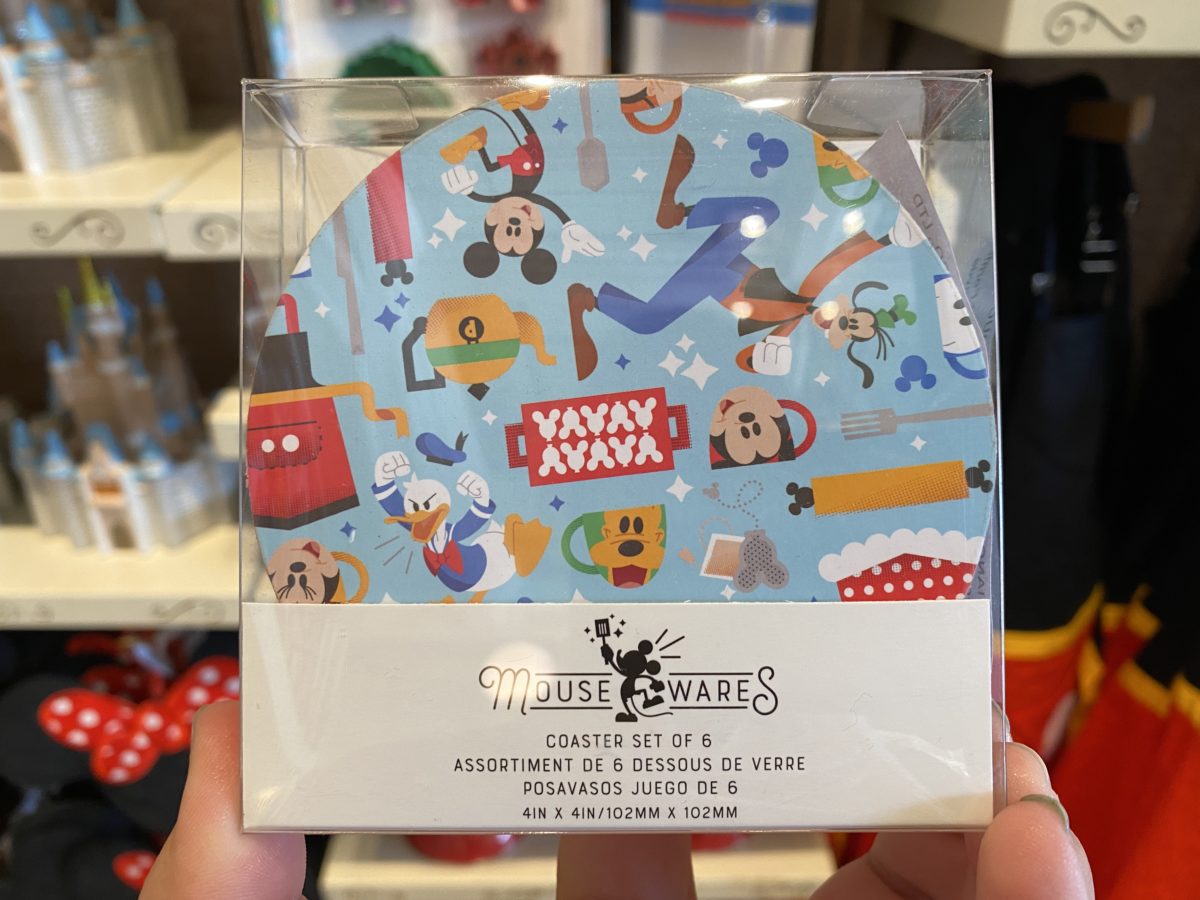 MOUSE WARES
COASTER SET OF 6
ASSORTIMENT DE 6 DESSOUS DE VERRE
POSAVASOS JUEGO DE 6
4IN X 4IN/102MM X 102MM